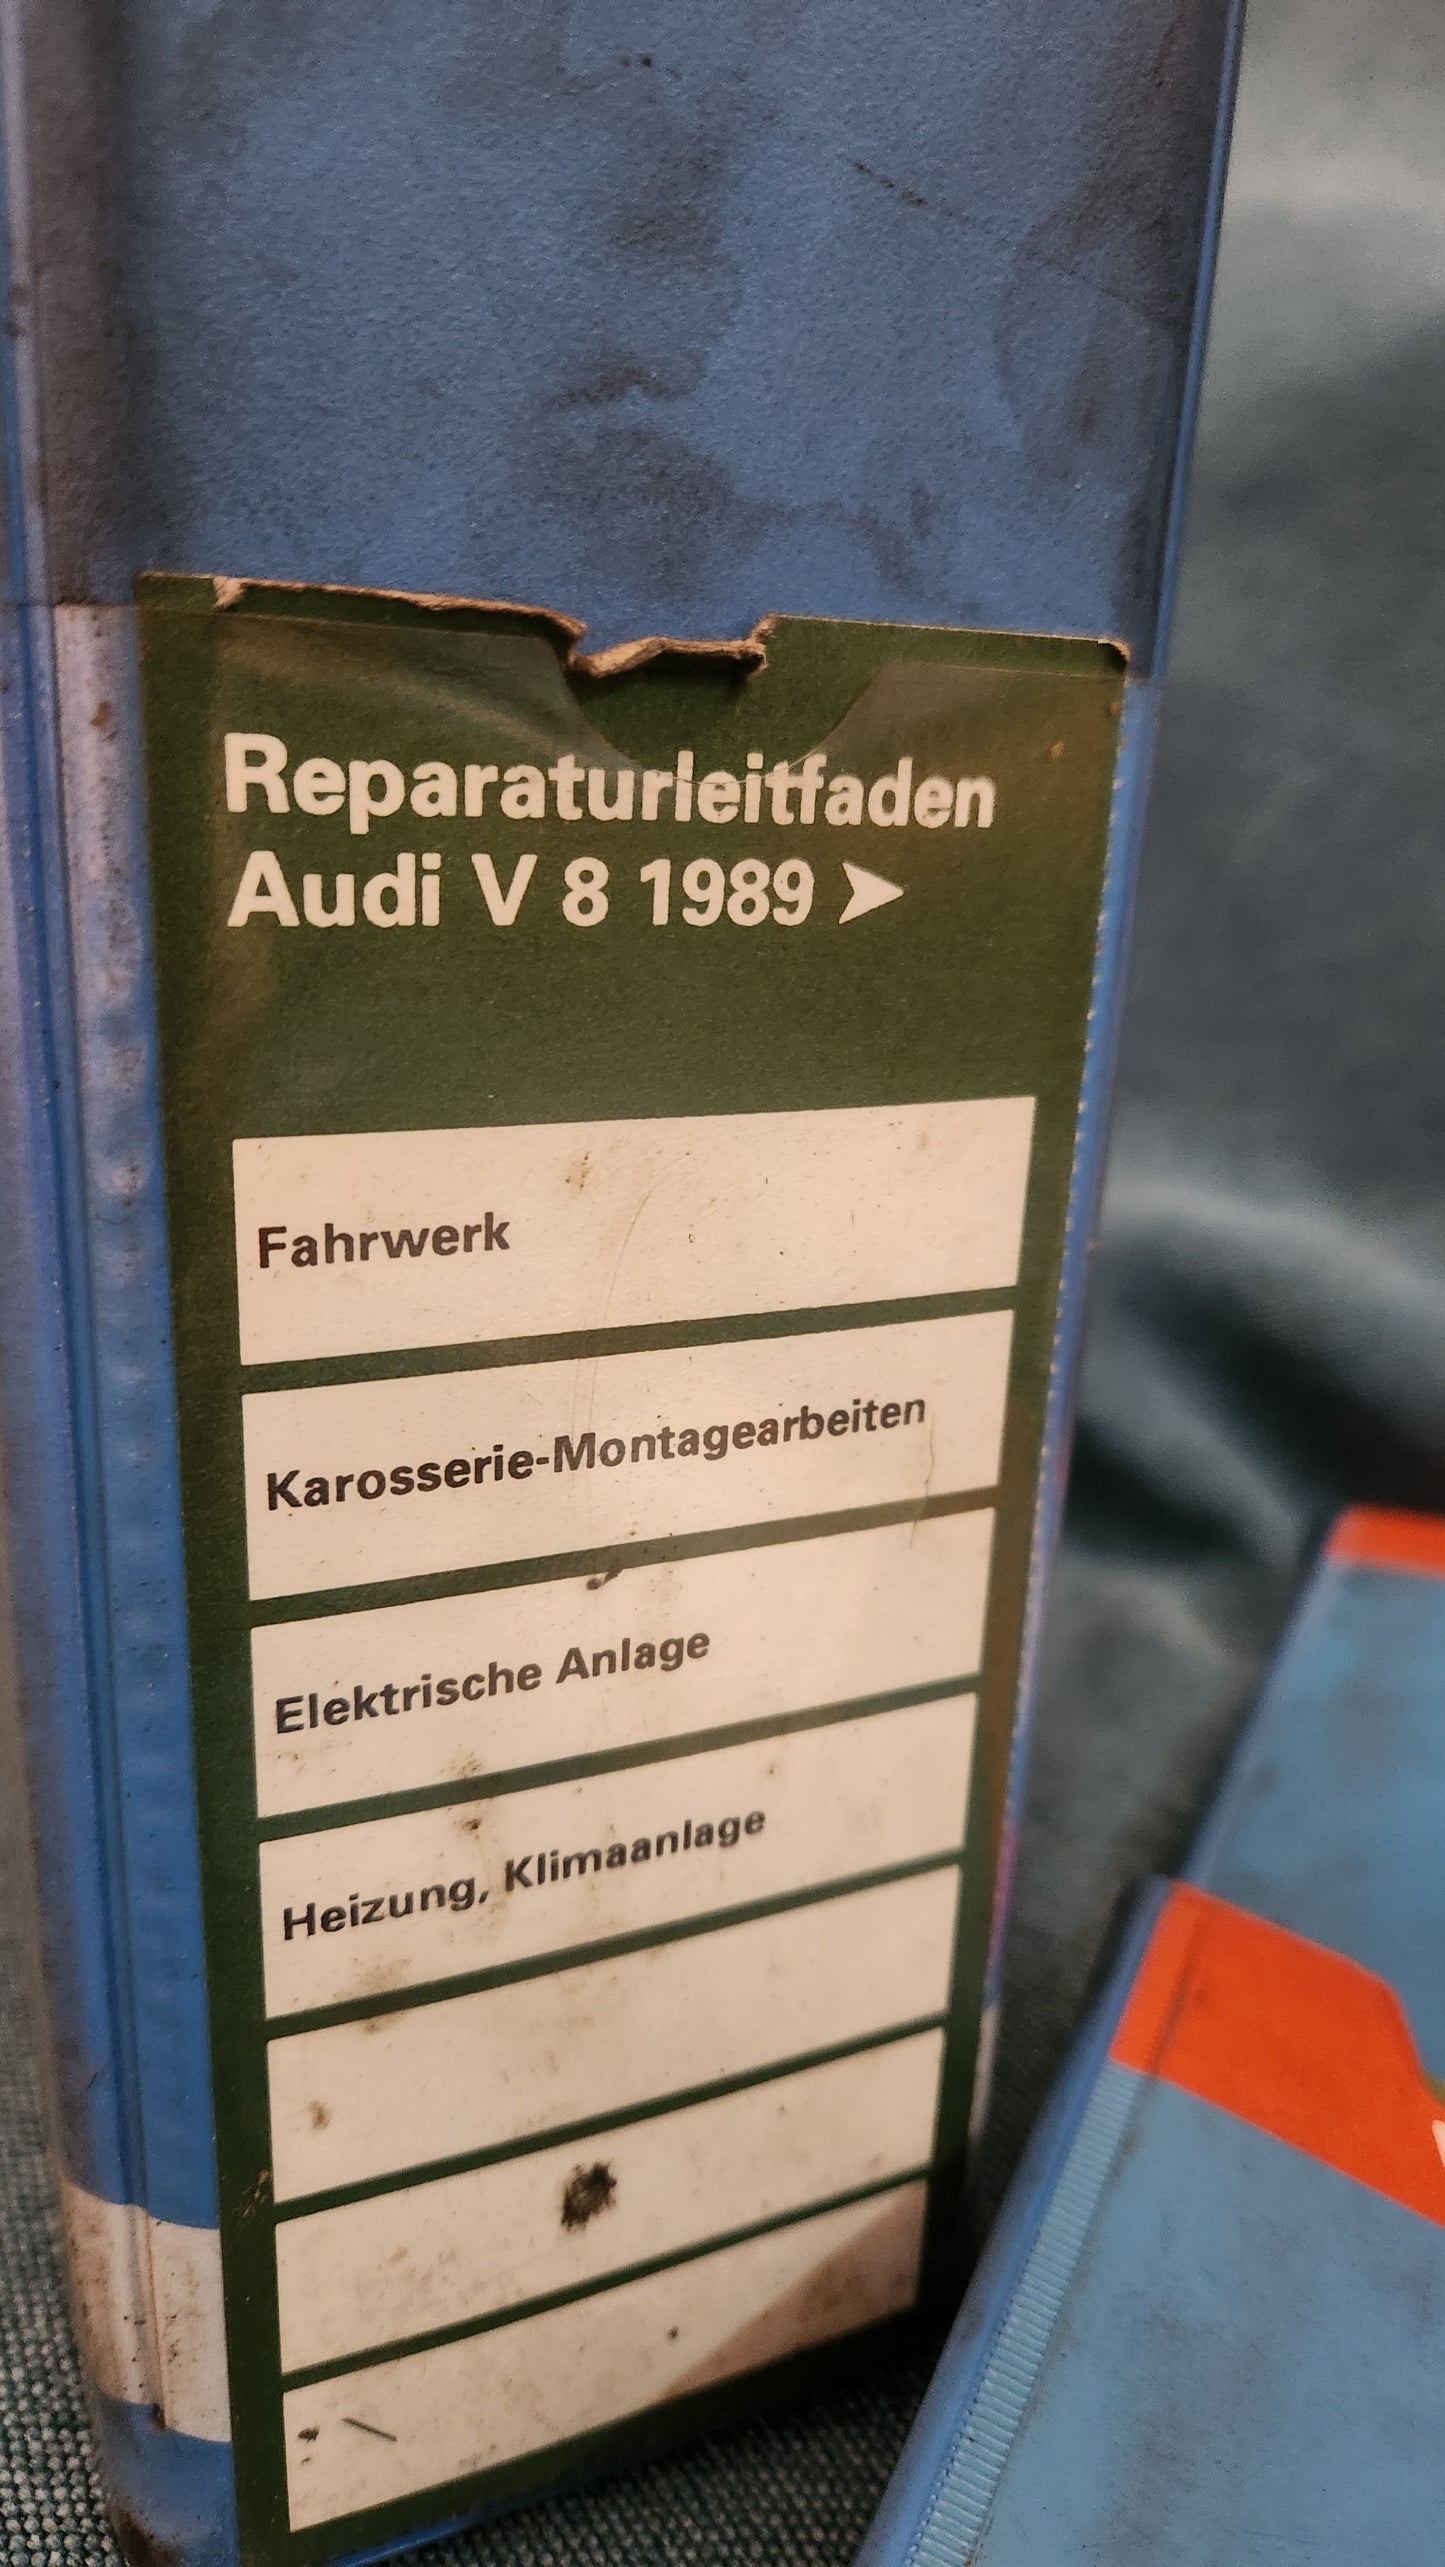 Reparaturleitfaden
Audi V 8 1989 ➤
Fahrwerk
Karosserie-Montagearbeiten
Elektrische Anlage
Heizung, Klimaanlage